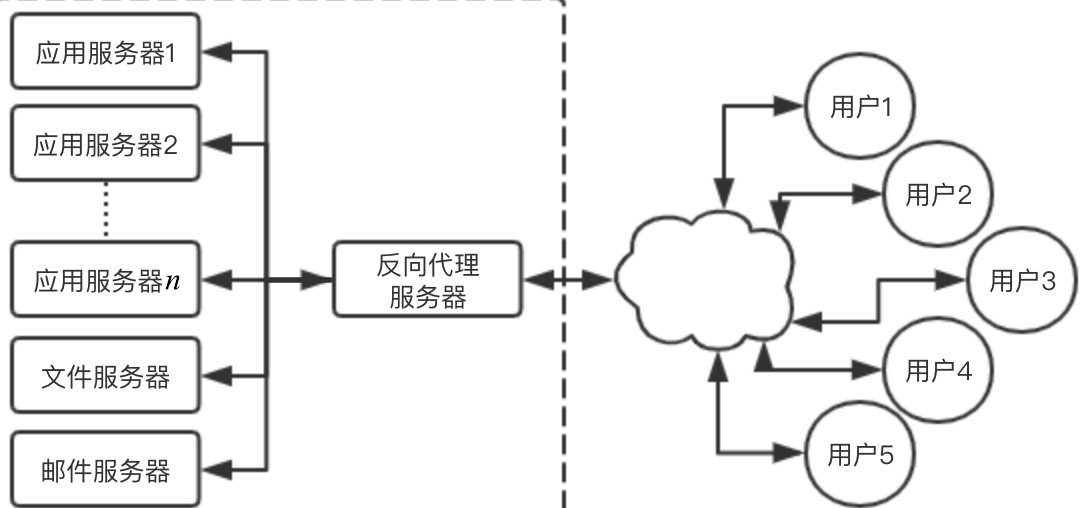 应用服务器1
应用服务器2
应用服务器n
文件服务器
邮件服务器
反向代理
服务器
用户1
用户2
用户3
用户4
用户5